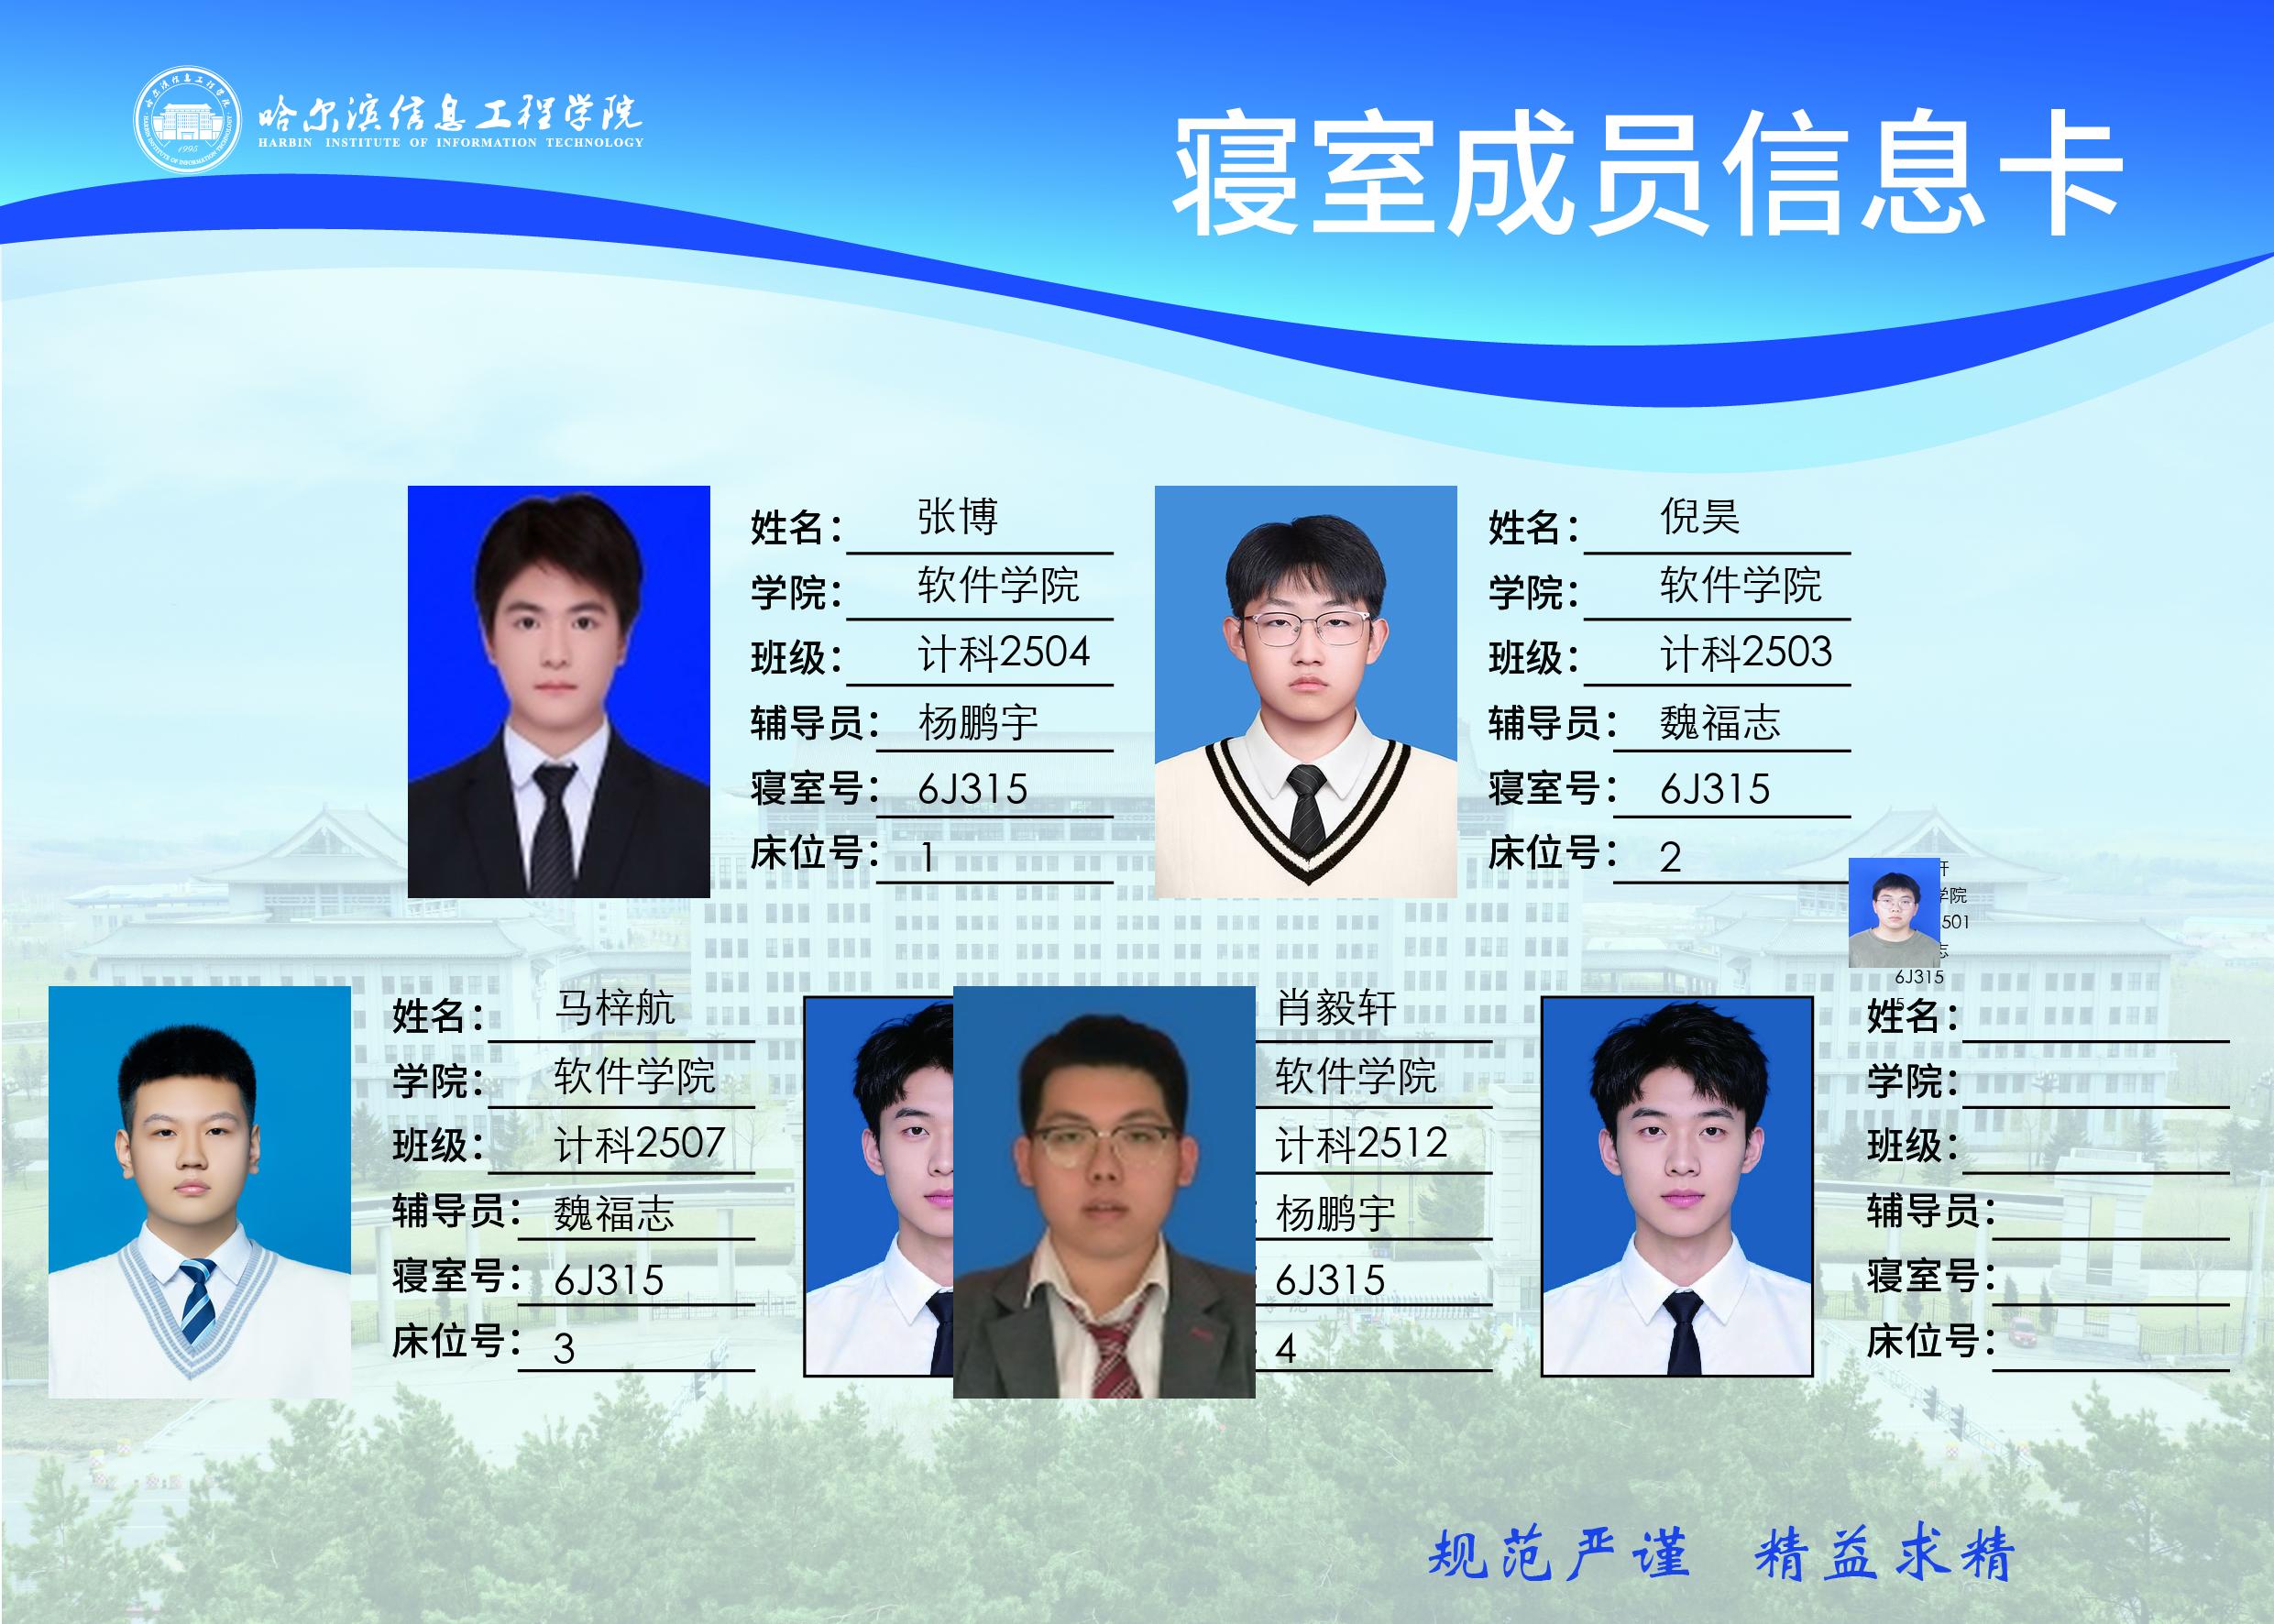 哈尔滨信息工程学院
HARBIN INSTITUTE OF INFORMATION TECHNOLOGY
1995
寝室成员信息卡
姓名： 张博
学院： 软件学院
班级： 计科2504
辅导员： 杨鹏宇
寝室号： 6J315
床位号： 1
姓名： 倪昊
学院： 软件学院
班级： 计科2503
辅导员： 魏福志
寝室号： 6J315
床位号： 2
轩
学院
501
志
6J315
5
姓名： 马梓航
学院： 软件学院
班级： 计科2507
辅导员： 魏福志
寝室号： 6J315
床位号： 3
肖毅轩
软件学院
计科2512
杨鹏宇
6J315
4
姓名：
学院：
班级：
辅导员：
寝室号：
床位号：
规范严谨 精益求精